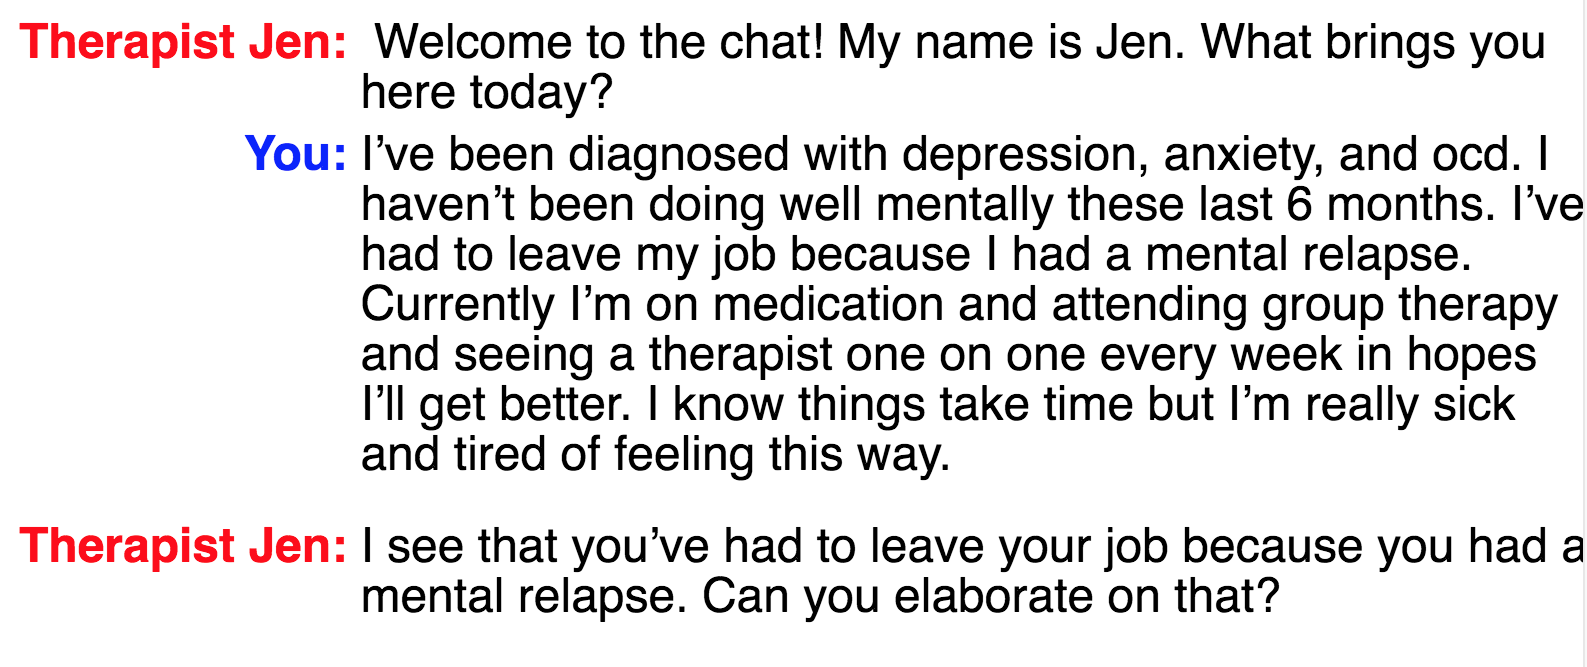 Therapist Jen: Welcome to the chat! My name is Jen. What brings you
here today?
You: I’ve been diagnosed with depression, anxiety, and ocd. I
haven’t been doing well mentally these last 6 months. I’ve
had to leave my job because I had a mental relapse.
Currently I’m on medication and attending group therapy
and seeing a therapist one on one every week in hopes
I’ll get better. I know things take time but I’m really sick
and tired of feeling this way.
Therapist Jen: I see that you’ve had to leave your job because you had a
mental relapse. Can you elaborate on that?